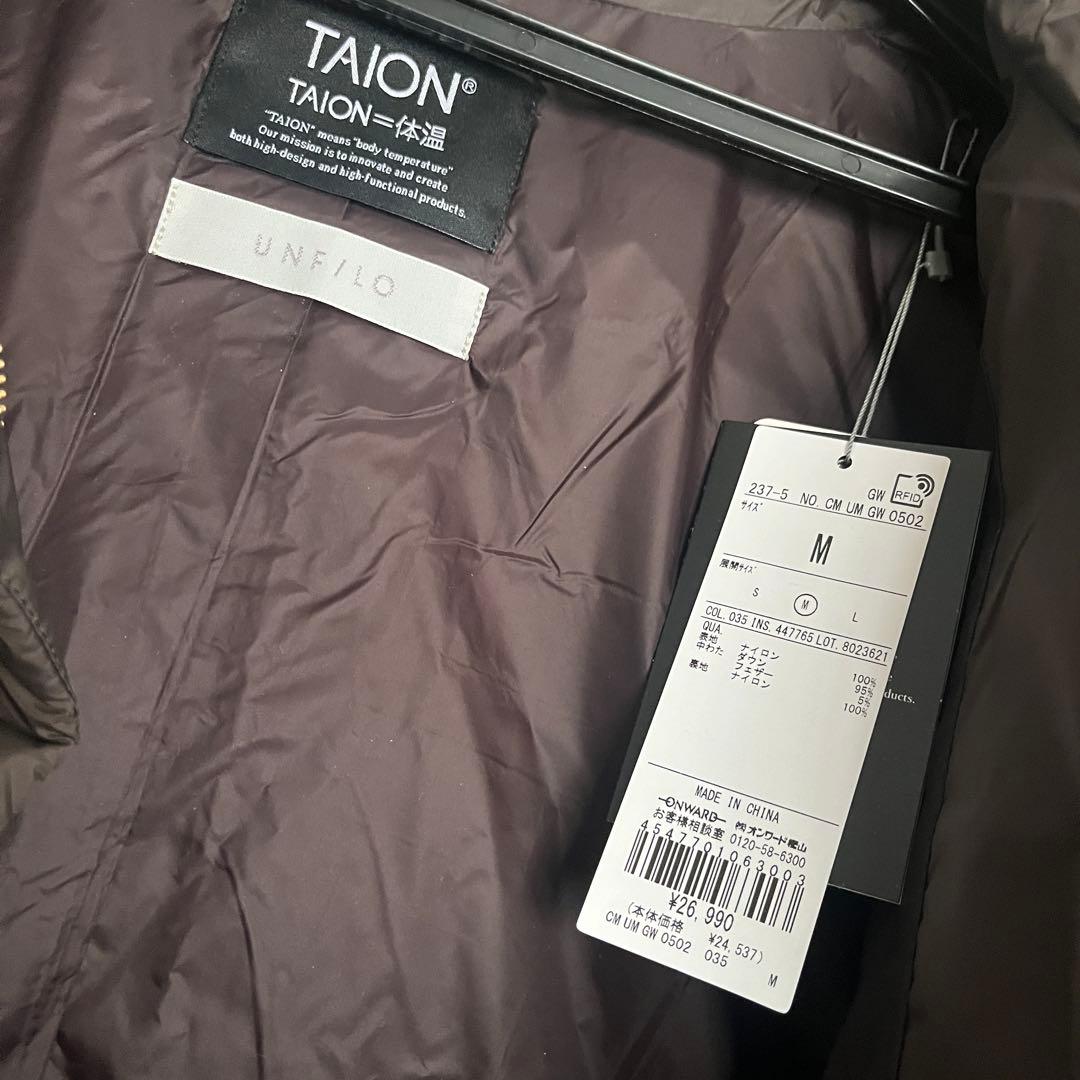 TAION®
TAION=体温
"TAION" means "body temperature"
Our mission is to innovate and create
both high-design and high-functional products.
UNF/LO
GW RFID
237-5 NO. CM UM GW 0502
サイズ
M
展開サイズ
S M L
COL. 035 INS. 447765 LOT. 8023621
QUA.
表地 ナイロン 100%
中わた ダウン 95%
フェザー 5%
裏地 ナイロン 100%
MADE IN CHINA
ONWARD ㈱オンワード樫山
お客様相談室 0120-58-6300
4547701063003
¥26,990
(本体価格 ¥24,537)
CM UM GW 0502 035
M
ducts.